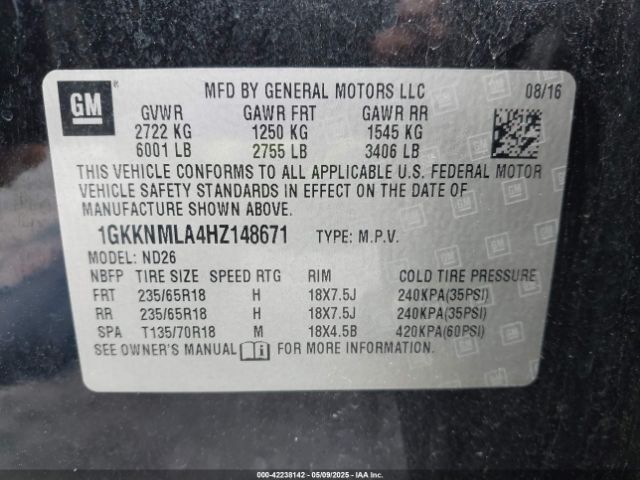 GM
MFD BY GENERAL MOTORS LLC 08/16
GVWR GAWR FRT GAWR RR
2722 KG 1250 KG 1545 KG
6001 LB 2755 LB 3406 LB
THIS VEHICLE CONFORMS TO ALL APPLICABLE U.S. FEDERAL MOTOR
VEHICLE SAFETY STANDARDS IN EFFECT ON THE DATE OF
MANUFACTURE SHOWN ABOVE.
1GKKNMLA4HZ148671 TYPE: M.P.V.
MODEL: ND26
NBFP TIRE SIZE SPEED RTG RIM COLD TIRE PRESSURE
FRT 235/65R18 H 18X7.5J 240KPA(35PSI)
RR 235/65R18 H 18X7.5J 240KPA(35PSI)
SPA T135/70R18 M 18X4.5B 420KPA(60PSI)
SEE OWNER'S MANUAL FOR MORE INFORMATION.
000-42238142 - 05/09/2025 - IAAI.COM